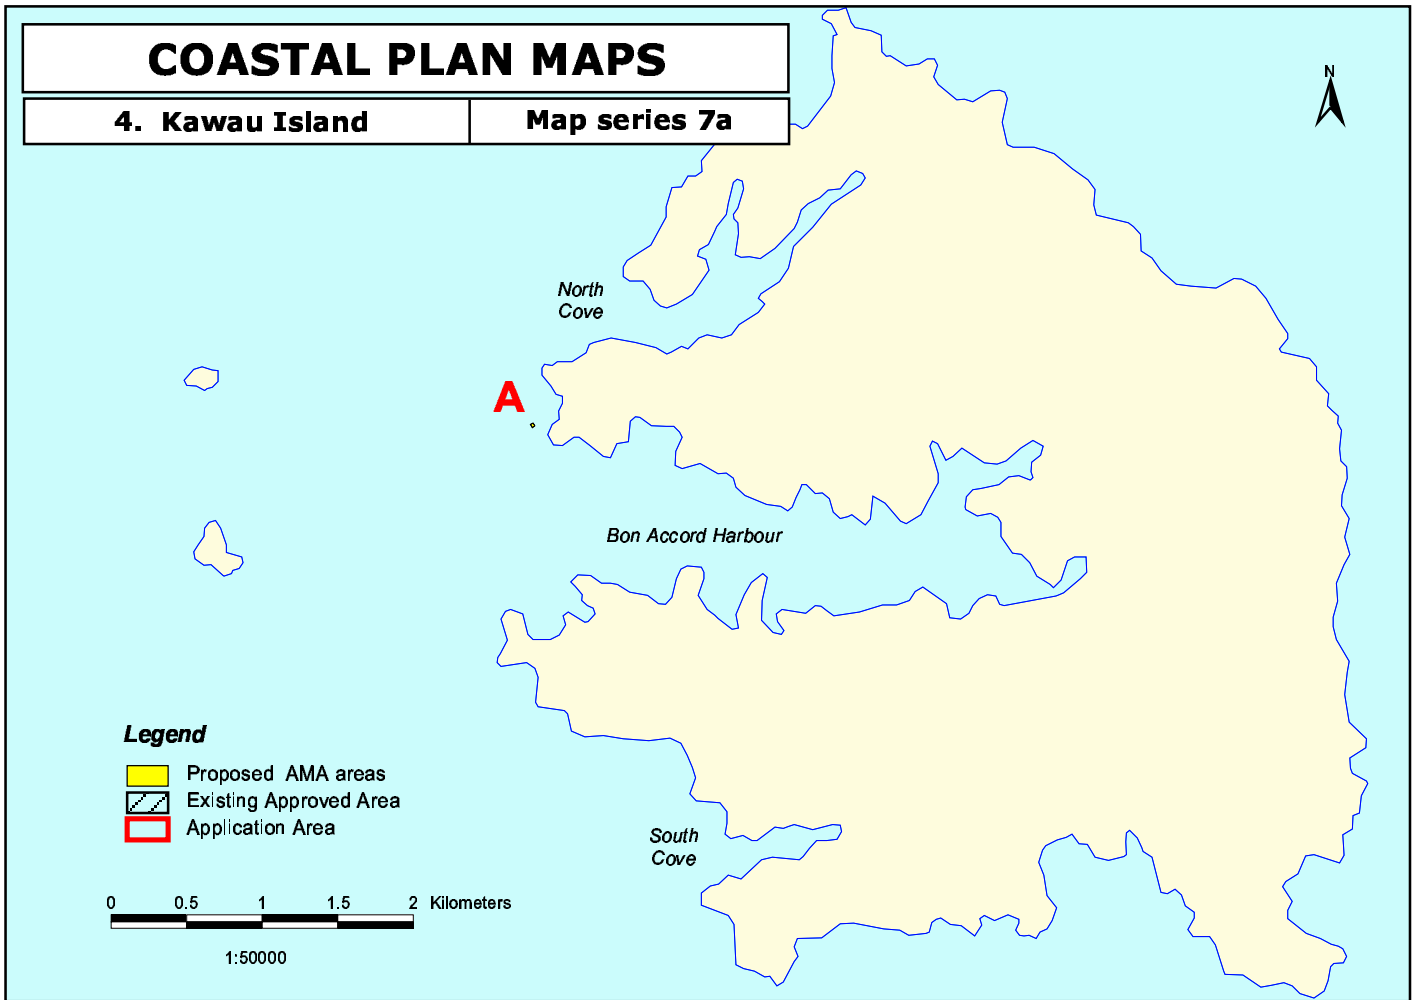 COASTAL PLAN MAPS
4. Kawau Island
Map series 7a
N
North
Cove
A
Bon Accord Harbour
Legend
Proposed AMA areas
Existing Approved Area
Application Area
South
Cove
0 0.5 1 1.5 2 Kilometers
1:50000